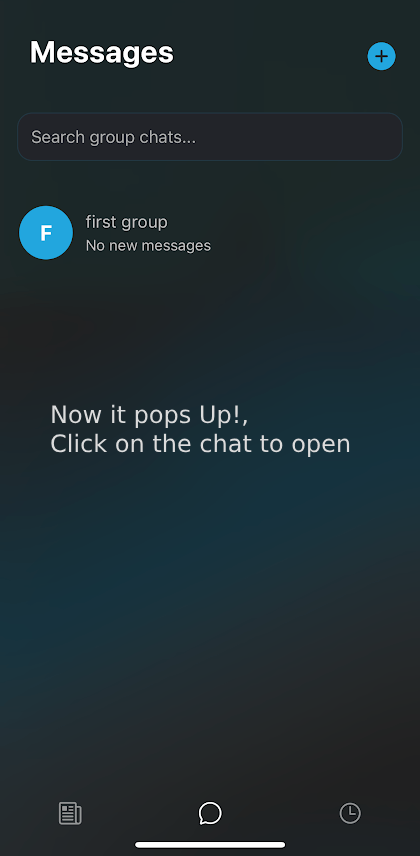 Messages
Search group chats...
F
first group
No new messages
Now it pops Up!,
Click on the chat to open